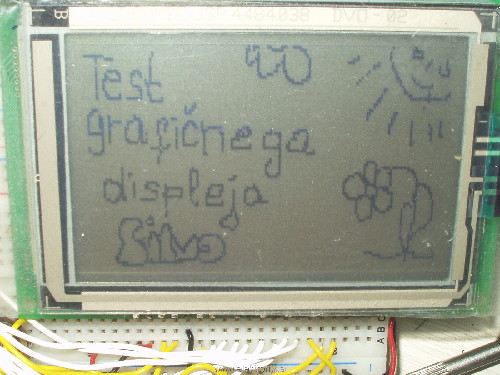 Test
grafičnega
displeja
Silvo